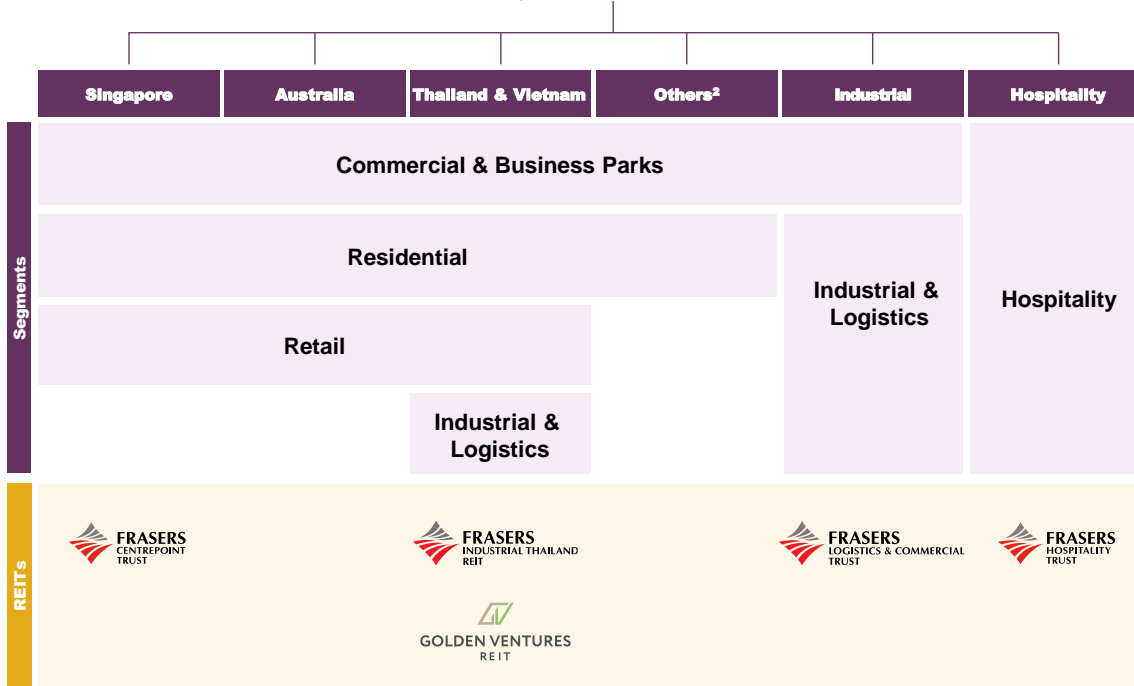 Singapore
Australia
Thailand & Vietnam
Others²
Industrial
Hospitality
Segments
Commercial & Business Parks
Residential
Retail
Industrial &
Logistics
Industrial &
Logistics
Hospitality
REITs
FRASERS
CENTREPOINT
TRUST
FRASERS
INDUSTRIAL THAILAND
REIT
FRASERS
LOGISTICS & COMMERCIAL
TRUST
FRASERS
HOSPITALITY
TRUST
GOLDEN VENTURES
REIT